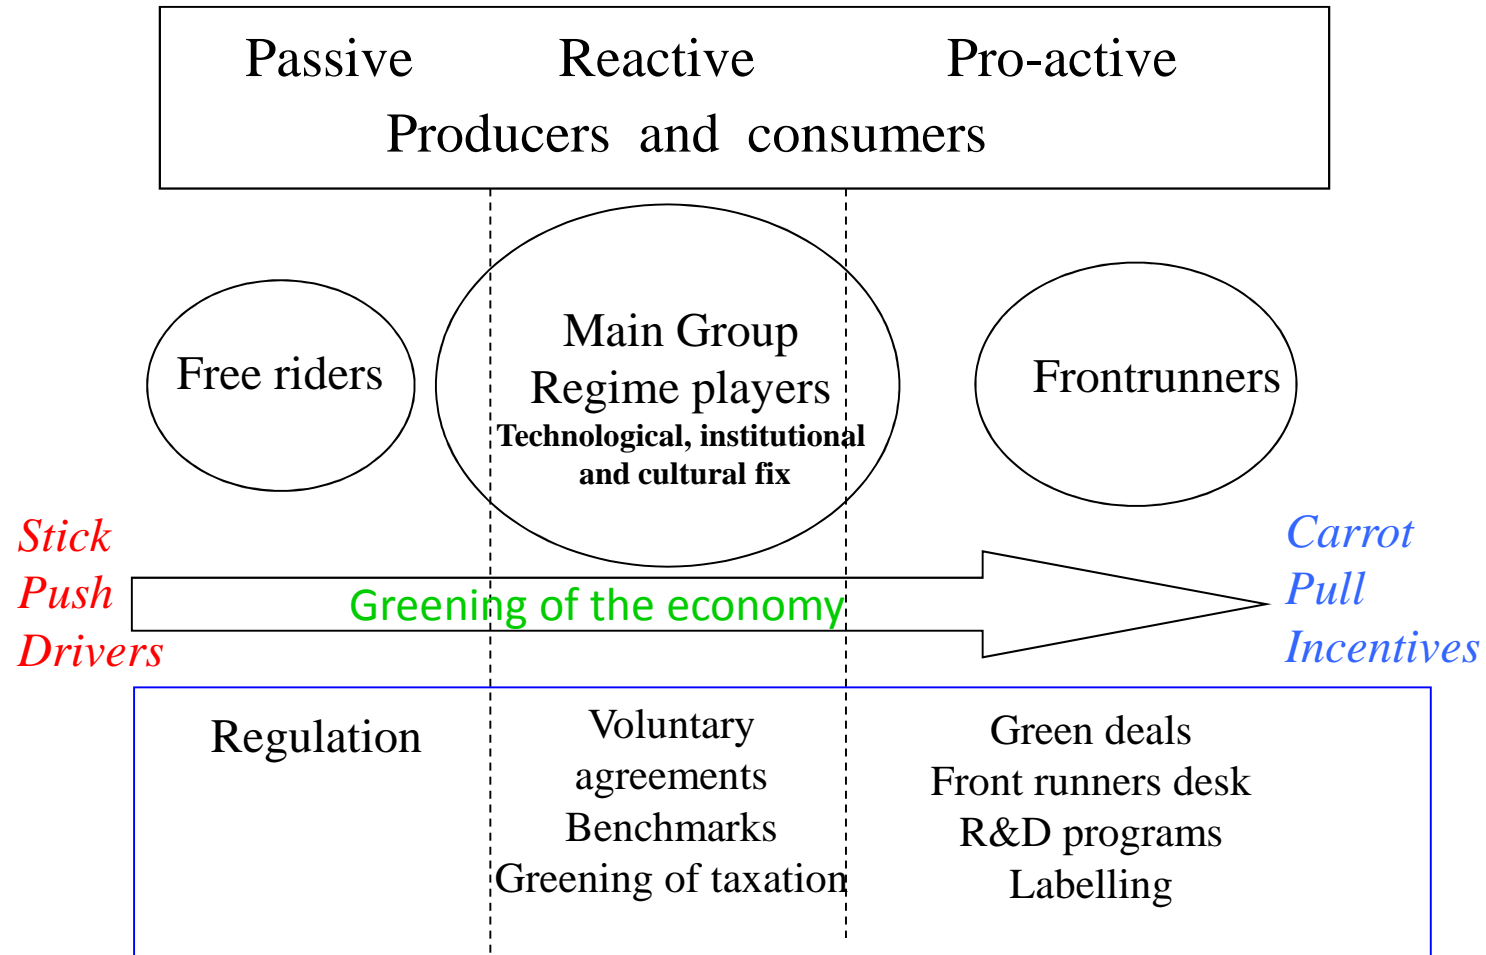 Passive Reactive Pro-active
Producers and consumers
Free riders
Main Group
Regime players
Technological, institutional
and cultural fix
Frontrunners
Stick
Push
Drivers
Greening of the economy
Carrot
Pull
Incentives
Regulation
Voluntary
agreements
Benchmarks
Greening of taxation
Green deals
Front runners desk
R&D programs
Labelling